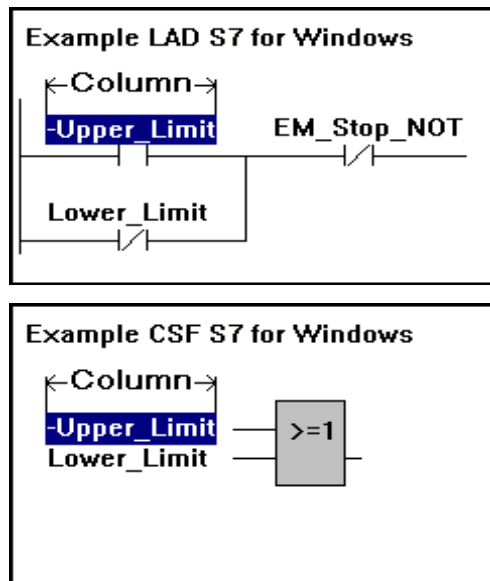 Example LAD S7 for Windows
Column
-Upper_Limit EM_Stop_NOT
Lower_Limit
Example CSF S7 for Windows
Column
-Upper_Limit >=1
Lower_Limit